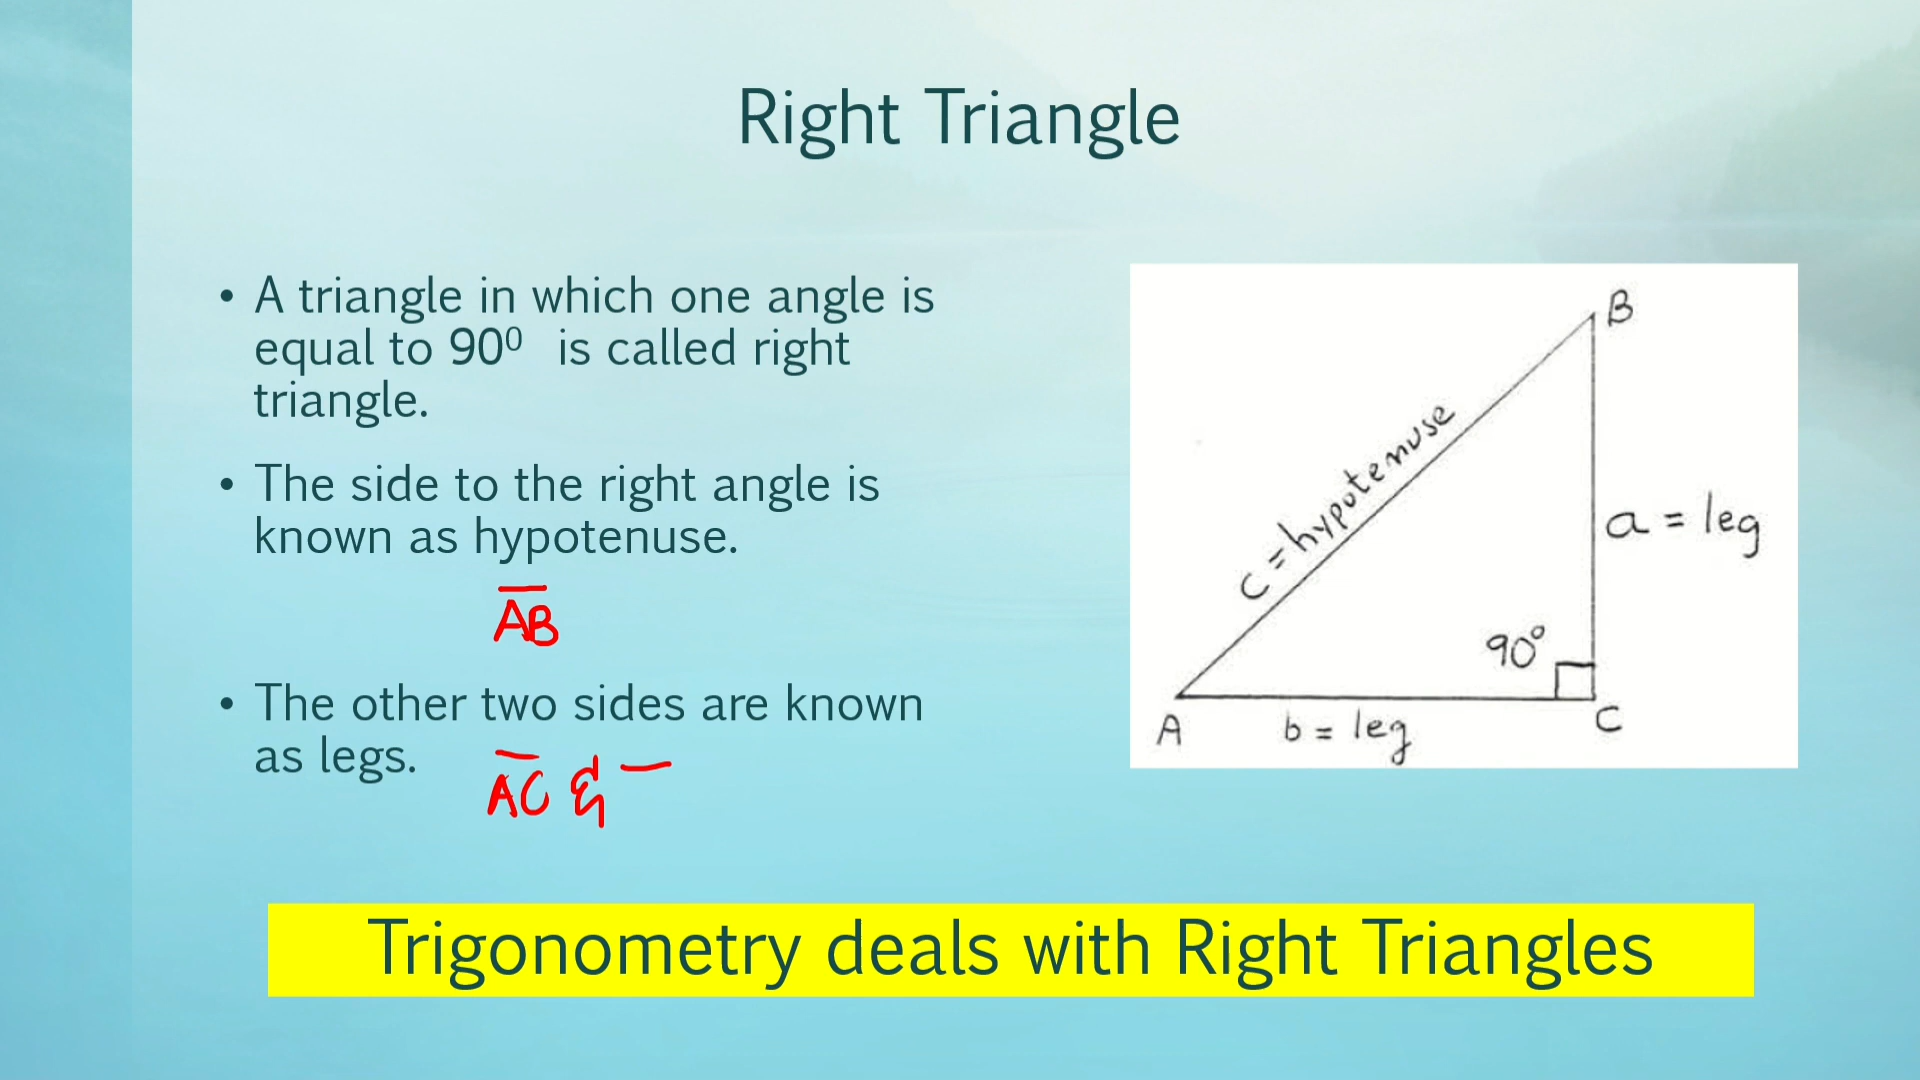 Right Triangle
• A triangle in which one angle is
equal to 90⁰ is called right
triangle.
• The side to the right angle is
known as hypotenuse.
A̅B̅
• The other two sides are known
as legs.
A̅C̅ &
B
c = hypotenuse
a = leg
90°
A
b = leg
C
Trigonometry deals with Right Triangles